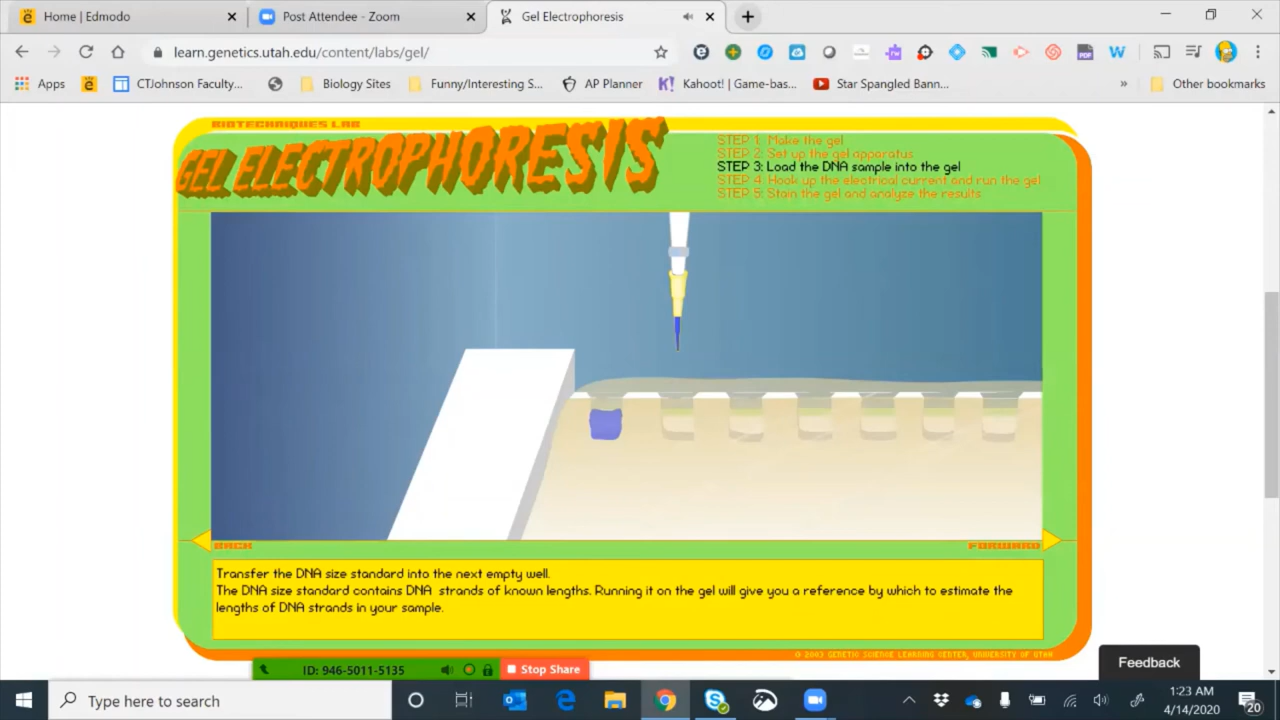 Home | Edmodo
Post Attendee - Zoom
Gel Electrophoresis
learn.genetics.utah.edu/content/labs/gel/
Apps
CTJohnson Faculty...
Biology Sites
Funny/Interesting S...
AP Planner
Kahoot! | Game-bas...
Star Spangled Bann...
»
Other bookmarks
BIOTECHNIQUES LAB
GEL ELECTROPHORESIS
STEP 1: Make the gel
STEP 2: Set up the gel apparatus
STEP 3: Load the DNA sample into the gel
STEP 4: Hook up the electrical current and run the gel
STEP 5: Stain the gel and analyze the results
BACK
FORWARD
Transfer the DNA size standard into the next empty well.
The DNA size standard contains DNA strands of known lengths. Running it on the gel will give you a reference by which to estimate the
lengths of DNA strands in your sample.
© 2003 GENETIC SCIENCE LEARNING CENTER, UNIVERSITY OF UTAH
ID: 946-5011-5135
Stop Share
Feedback
Type here to search
1:23 AM
4/14/2020
20